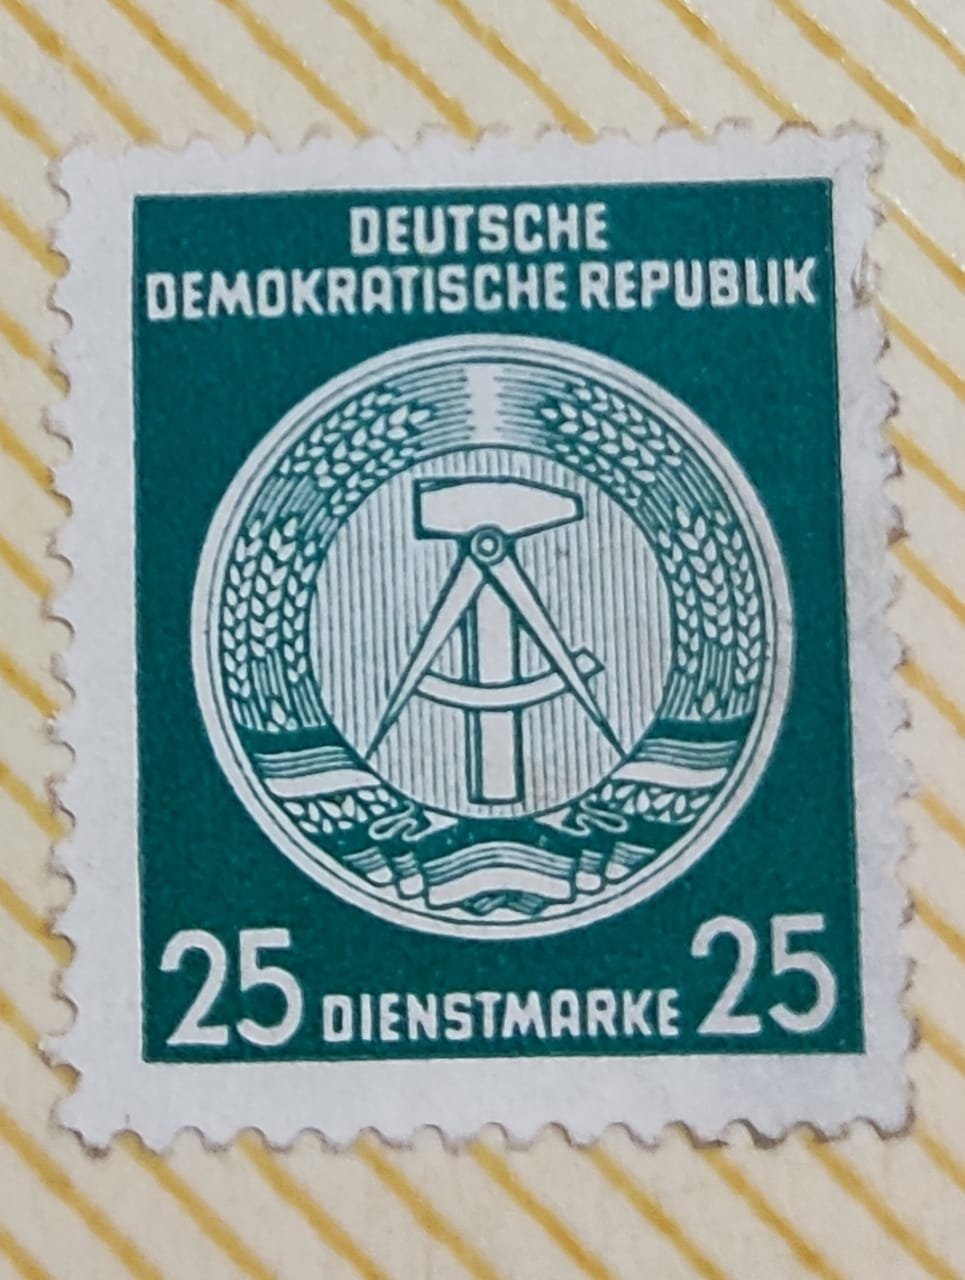 DEUTSCHE
DEMOKRATISCHE REPUBLIK
25 DIENSTMARKE 25